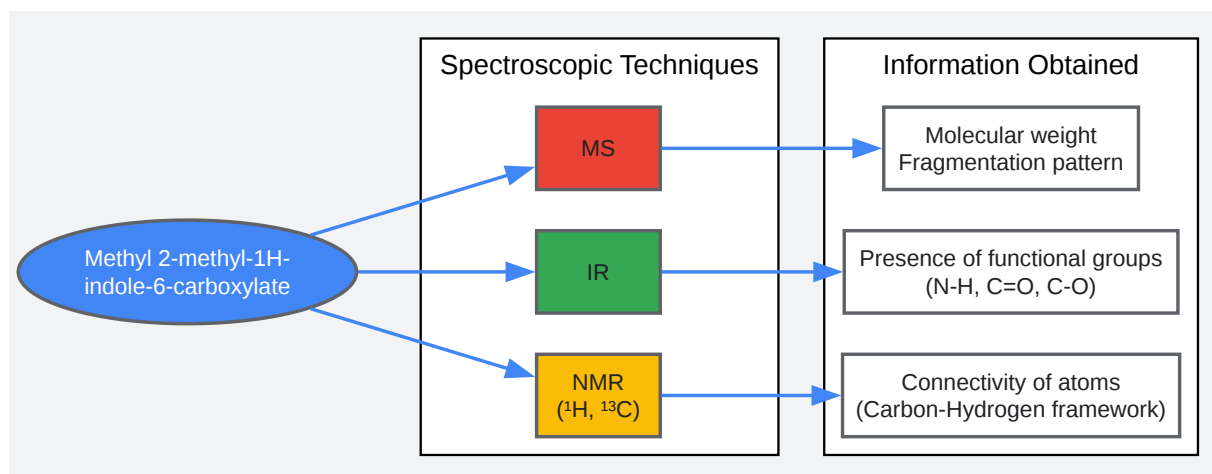 Spectroscopic Techniques
Information Obtained
MS
Molecular weight
Fragmentation pattern
Methyl 2-methyl-1H-
indole-6-carboxylate
IR
Presence of functional groups
(N-H, C=O, C-O)
NMR
(¹H, ¹³C)
Connectivity of atoms
(Carbon-Hydrogen framework)